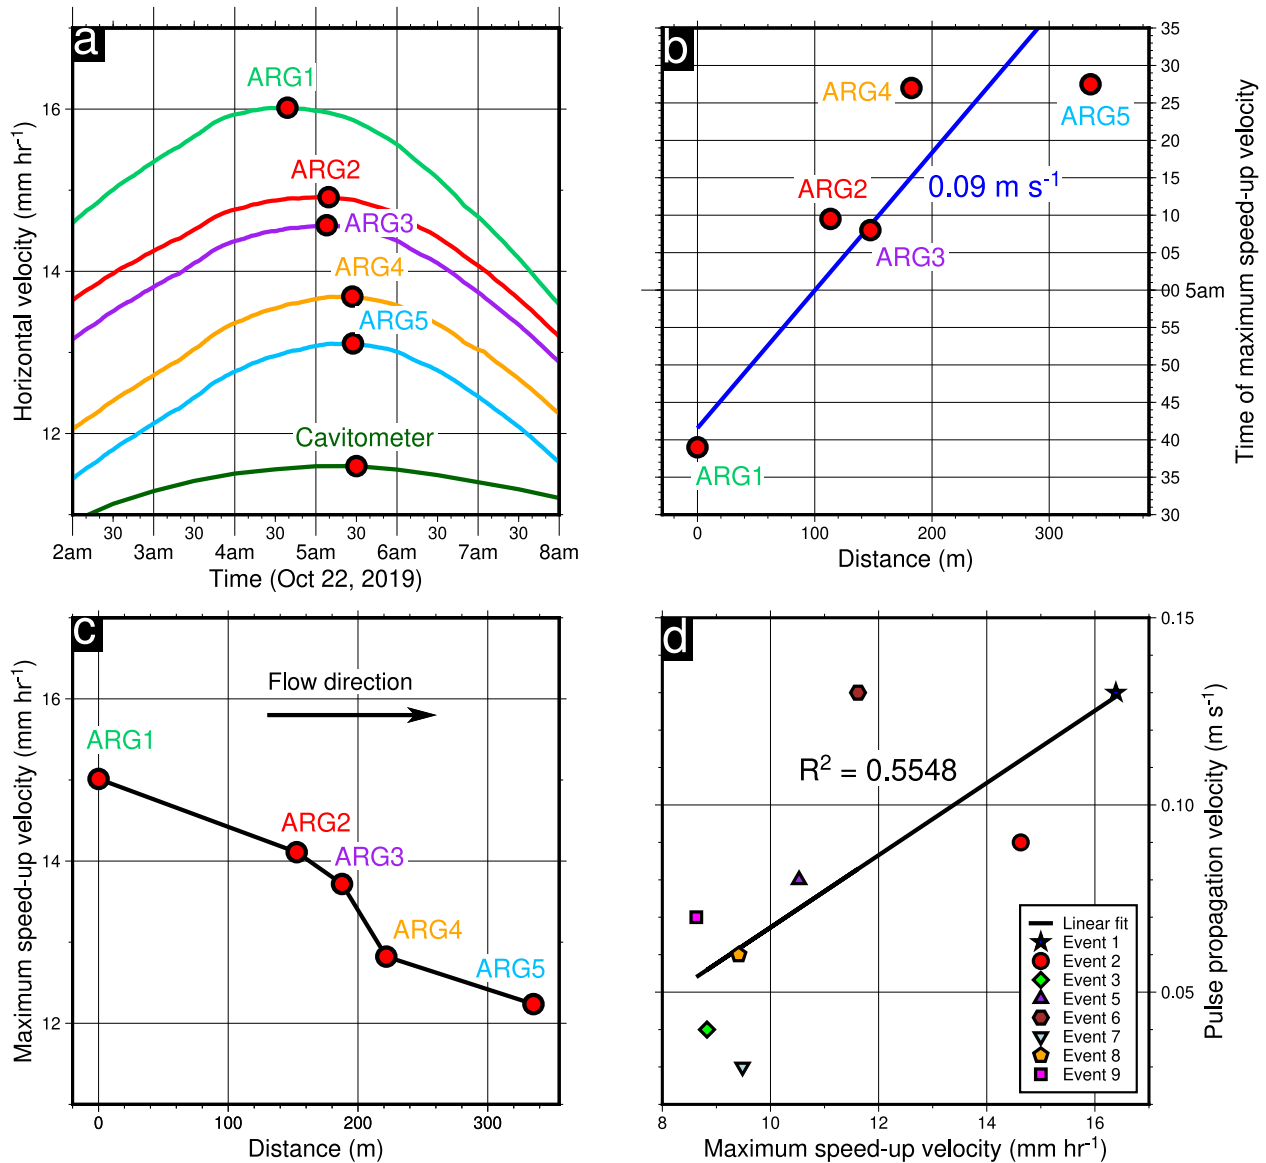 a
ARG1
ARG2
ARG3
ARG4
ARG5
Cavitometer
16
14
12
Horizontal velocity (mm hr-1)
30 30 30 30 30 30
2am 3am 4am 5am 6am 7am 8am
Time (Oct 22, 2019)
b
ARG4
ARG5
ARG2
0.09 m s-1
ARG3
ARG1
35
30
25
20
15
10
05
00 5am
55
50
45
40
35
30
Time of maximum speed-up velocity
0 100 200 300
Distance (m)
c
Flow direction
ARG1
ARG2
ARG3
ARG4
ARG5
16
14
12
Maximum speed-up velocity (mm hr-1)
0 100 200 300
Distance (m)
d
R2 = 0.5548
Linear fit
Event 1
Event 2
Event 3
Event 5
Event 6
Event 7
Event 8
Event 9
0.15
0.10
0.05
Pulse propagation velocity (m s-1)
8 10 12 14 16
Maximum speed-up velocity (mm hr-1)